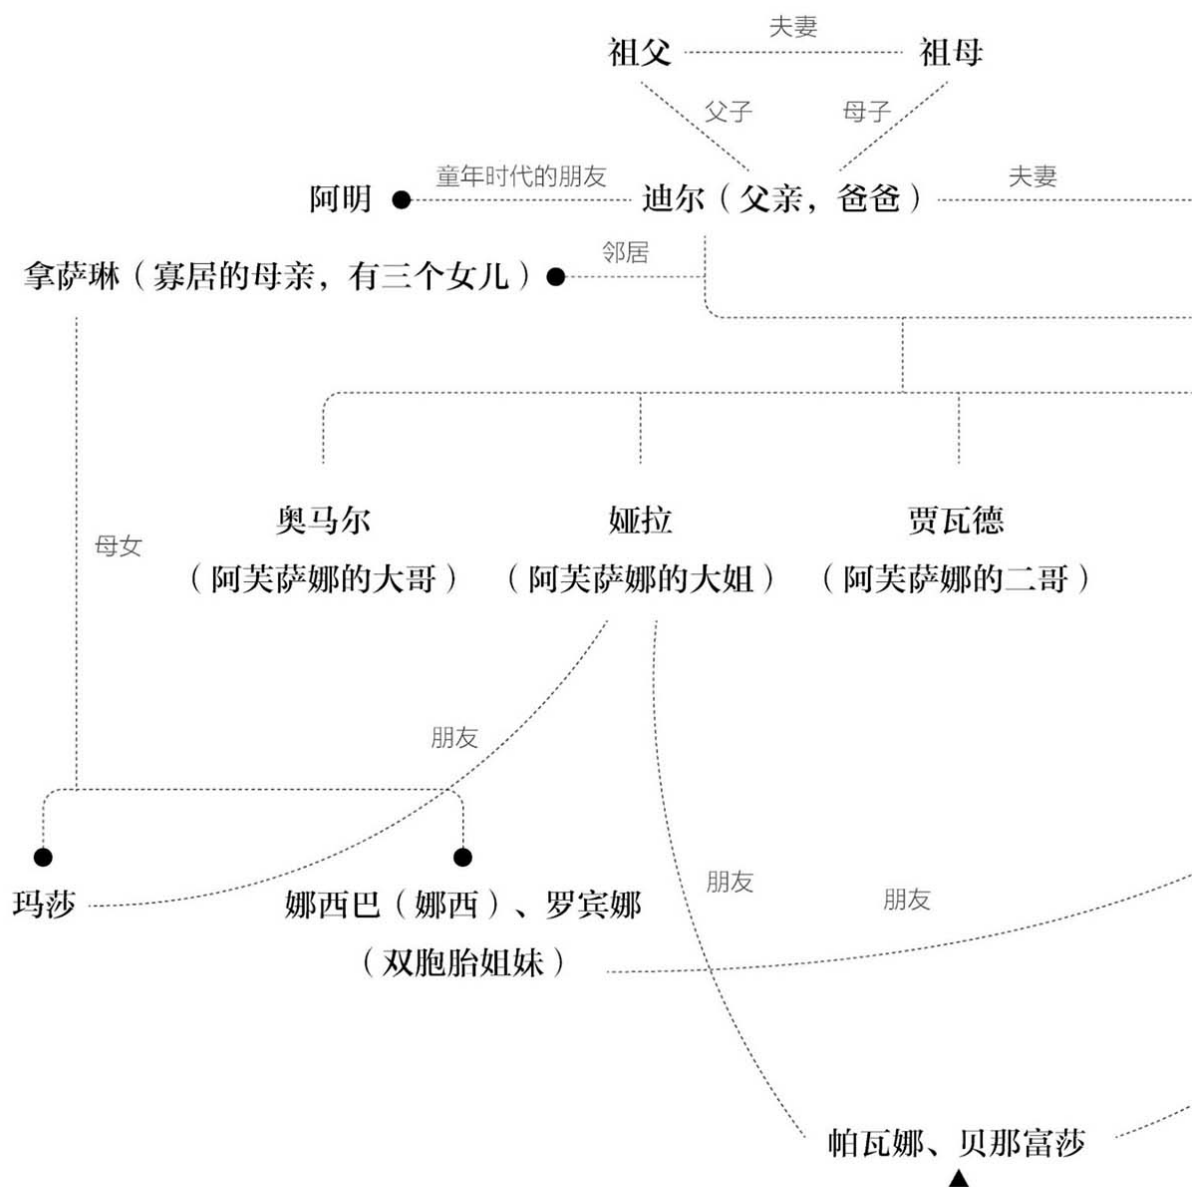 夫妻
祖父
祖母
父子
母子
童年时代的朋友
夫妻
阿明
迪尔（父亲，爸爸）
邻居
拿萨琳（寡居的母亲，有三个女儿）
奥马尔
娅拉
贾瓦德
母女
（阿芙萨娜的大哥）
（阿芙萨娜的大姐）
（阿芙萨娜的二哥）
朋友
朋友
朋友
玛莎
娜西巴（娜西）、罗宾娜
（双胞胎姐妹）
帕瓦娜、贝那富莎